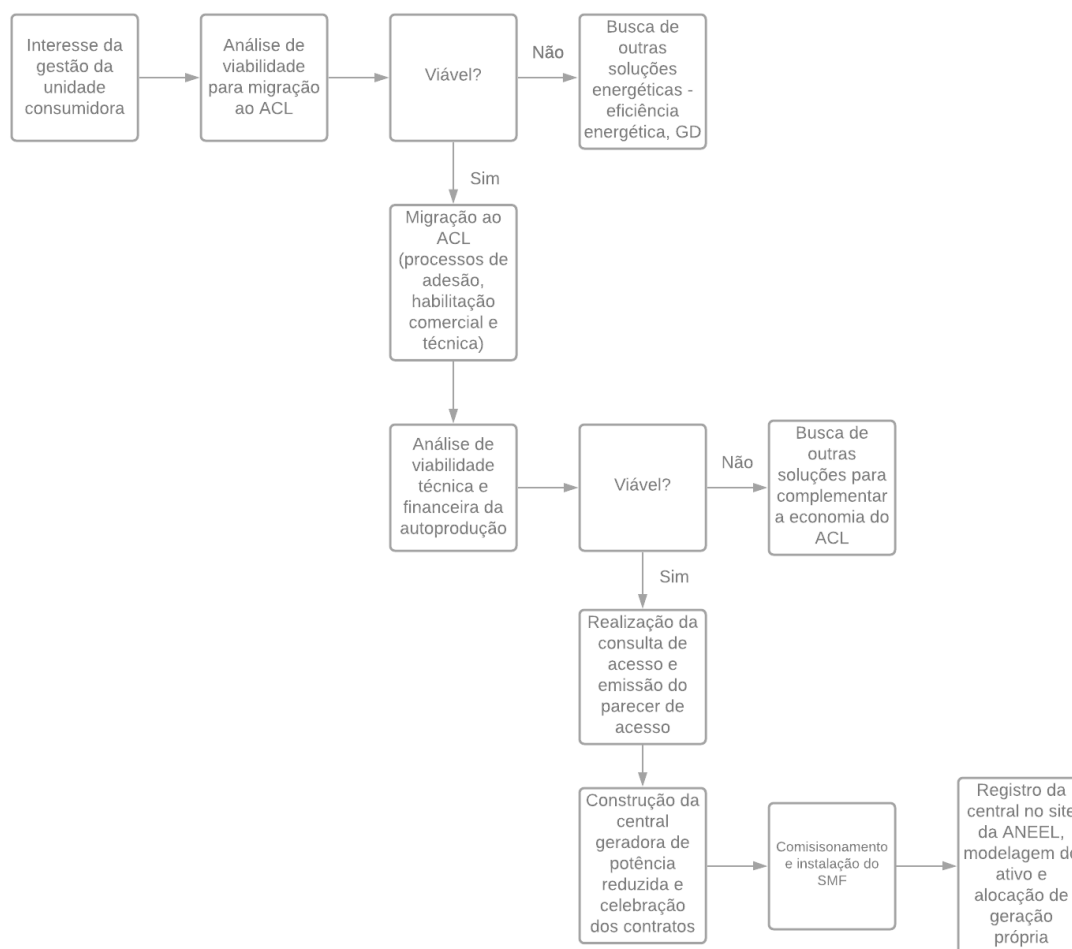 Interesse da
gestão da
unidade
consumidora
Análise de
viabilidade
para migração
ao ACL
Viável?
Não
Busca de
outras
soluções
energéticas -
eficiência
energética, GD
Sim
Migração ao
ACL
(processos de
adesão,
habilitação
comercial e
técnica)
Análise de
viabilidade
técnica e
financeira da
autoprodução
Viável?
Não
Busca de
outras
soluções para
complementar
a economia do
ACL
Sim
Realização da
consulta de
acesso e
emissão do
parecer de
acesso
Construção da
central
geradora de
potência
reduzida e
celebração
dos contratos
Comisisonamento
e instalação do
SMF
Registro da
central no site
da ANEEL,
modelagem de
ativo e
alocação de
geração
própria